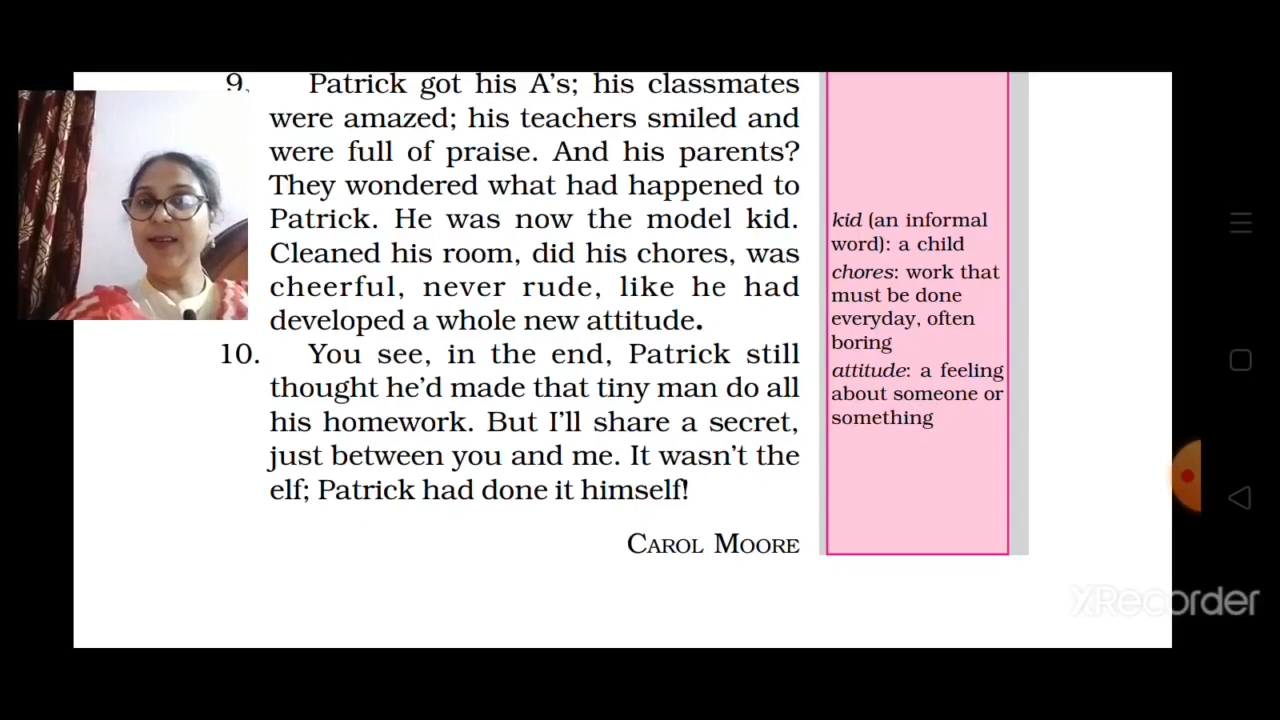 9. Patrick got his A's; his classmates
were amazed; his teachers smiled and
were full of praise. And his parents?
They wondered what had happened to
Patrick. He was now the model kid.
Cleaned his room, did his chores, was
cheerful, never rude, like he had
developed a whole new attitude.
10. You see, in the end, Patrick still
thought he'd made that tiny man do all
his homework. But I'll share a secret,
just between you and me. It wasn't the
elf; Patrick had done it himself!
CAROL MOORE
kid (an informal
word): a child
chores: work that
must be done
everyday, often
boring
attitude: a feeling
about someone or
something
XRecorder